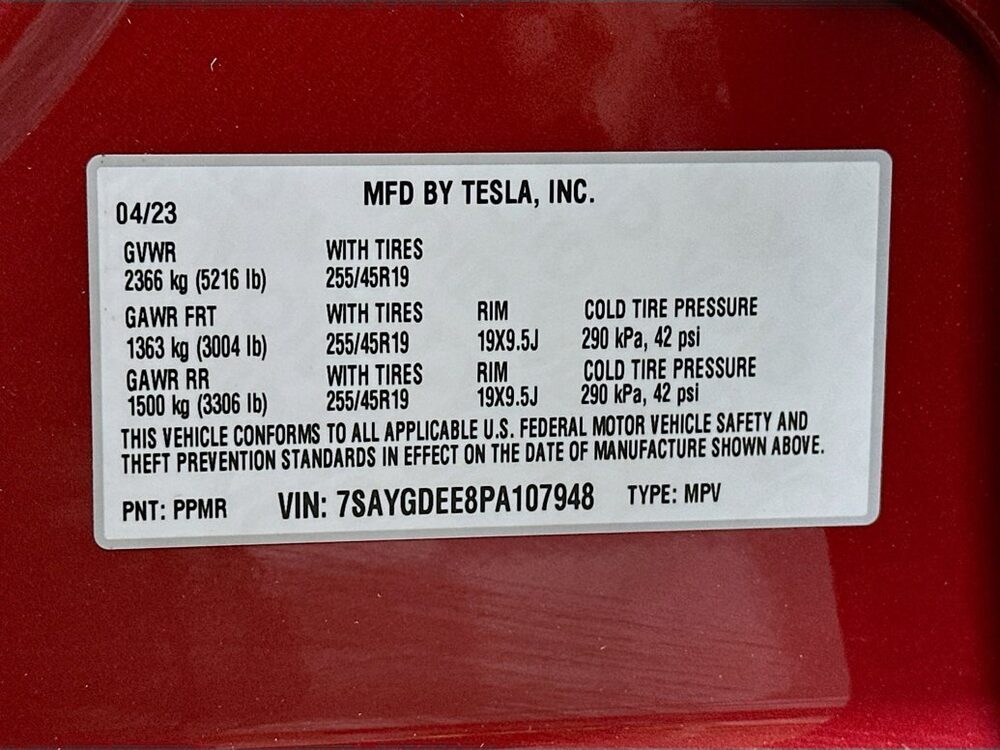 MFD BY TESLA, INC.
04/23
GVWR WITH TIRES
2366 kg (5216 lb) 255/45R19
GAWR FRT WITH TIRES RIM COLD TIRE PRESSURE
1363 kg (3004 lb) 255/45R19 19X9.5J 290 kPa, 42 psi
GAWR RR WITH TIRES RIM COLD TIRE PRESSURE
1500 kg (3306 lb) 255/45R19 19X9.5J 290 kPa, 42 psi
THIS VEHICLE CONFORMS TO ALL APPLICABLE U.S. FEDERAL MOTOR VEHICLE SAFETY AND
THEFT PREVENTION STANDARDS IN EFFECT ON THE DATE OF MANUFACTURE SHOWN ABOVE.
PNT: PPMR VIN: 7SAYGDEE8PA107948 TYPE: MPV